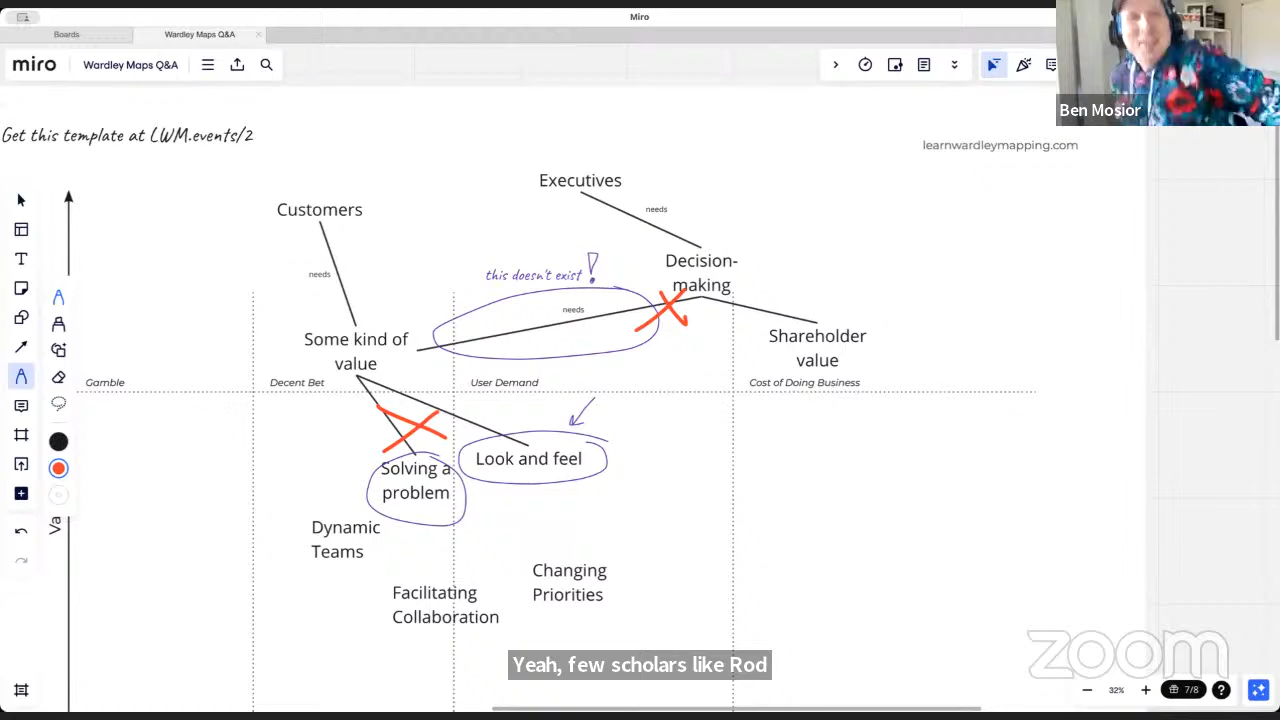 Miro
Boards
Wardley Maps Q&A
miro
Wardley Maps Q&A
Ben Mosior
Get this template at LWM.events/2
learnwardleymapping.com
Executives
needs
Customers
needs
Decision-
making
this doesn't exist!
needs
Some kind of
value
Shareholder
value
Gamble
Decent Bet
User Demand
Cost of Doing Business
Solving a
problem
Look and feel
Va
Dynamic
Teams
Changing
Priorities
Facilitating
Collaboration
Yeah, few scholars like Rod
zoom
32%
7/8